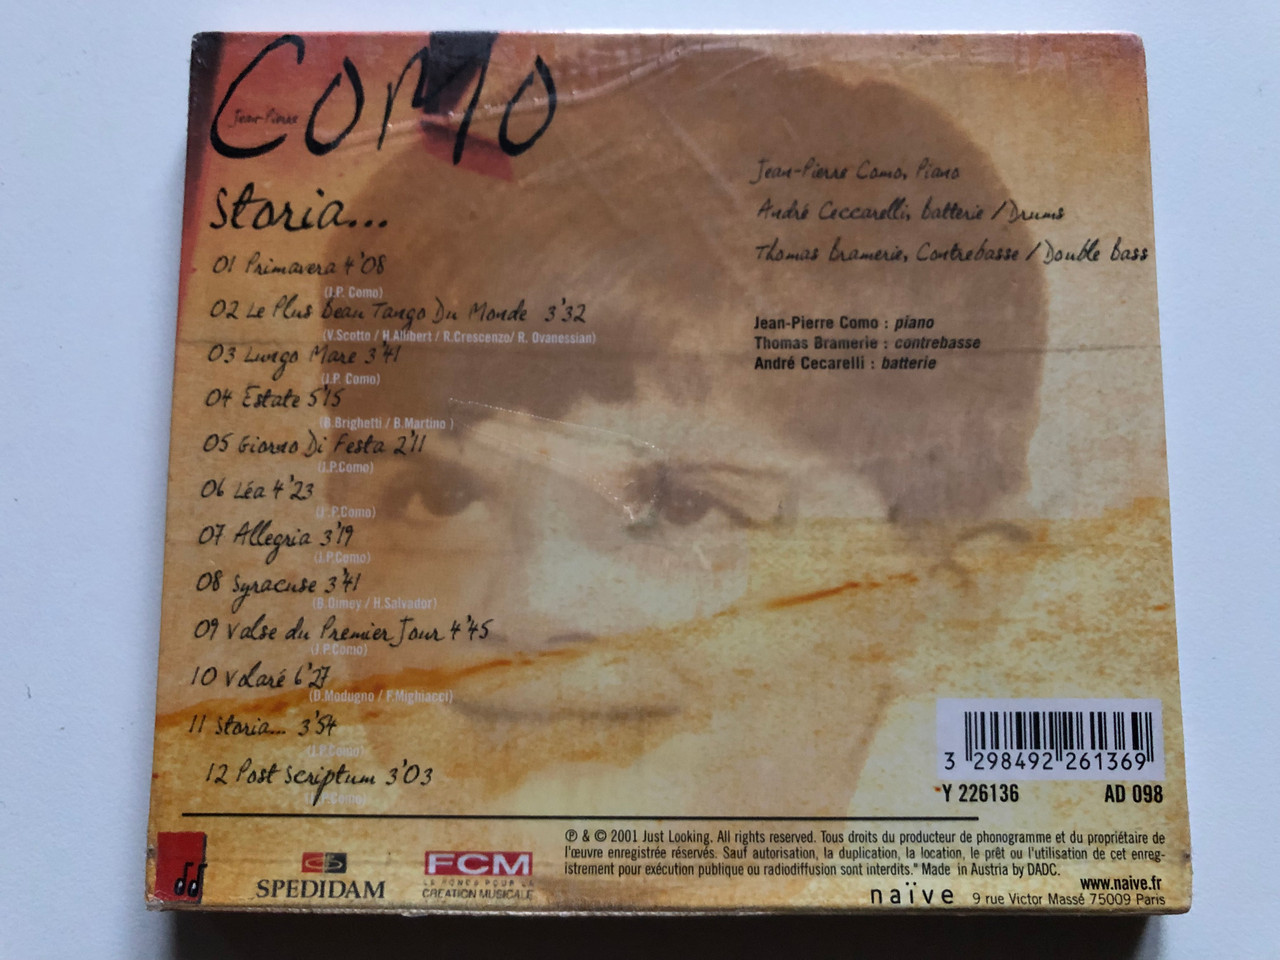 Como
Jean-Pierre
Storia...
01 Primavera 4'08
(J.P. Como)
02 Le Plus Beau Tango Du Monde 3'32
(V.Scotto / H.Allibert / R.Crescenzo/ R. Ovanessian)
03 Lungo Mare 3'41
(J.P. Como)
04 Estate 5'15
(B.Brighetti / B.Martino )
05 Giorno Di Festa 2'11
(J.P.Como)
06 Léa 4'23
(J.P.Como)
07 Allegria 3'19
(J.P.Como)
08 Syracuse 3'41
(B.Dimey / H.Salvador)
09 Valse du Premier Jour 4'45
(J.P.Como)
10 Volaré 6'27
(D.Modugno / F.Mighiacci)
11 Storia... 3'54
(J.P.Como)
12 Post Scriptum 3'03
(J.P.Como)
Jean-Pierre Como, Piano
André Ceccarelli, Batterie / Drums
Thomas Bramerie, Contrebasse / Double Bass
Jean-Pierre Como : piano
Thomas Bramerie : contrebasse
André Cecarelli : batterie
3 298492 261369
Y 226136 AD 098
℗ & © 2001 Just Looking. All rights reserved. Tous droits du producteur de phonogramme et du propriétaire de
l'œuvre enregistrée réservés. Sauf autorisation, la duplication, la location, le prêt ou l'utilisation de cet enreg-
istrement pour exécution publique ou radiodiffusion sont interdits." Made in Austria by DADC.
www.naive.fr
naïve 9 rue Victor Massé 75009 Paris
SPEDIDAM
FCM
LE FONDS POUR LA
CREATION MUSICALE